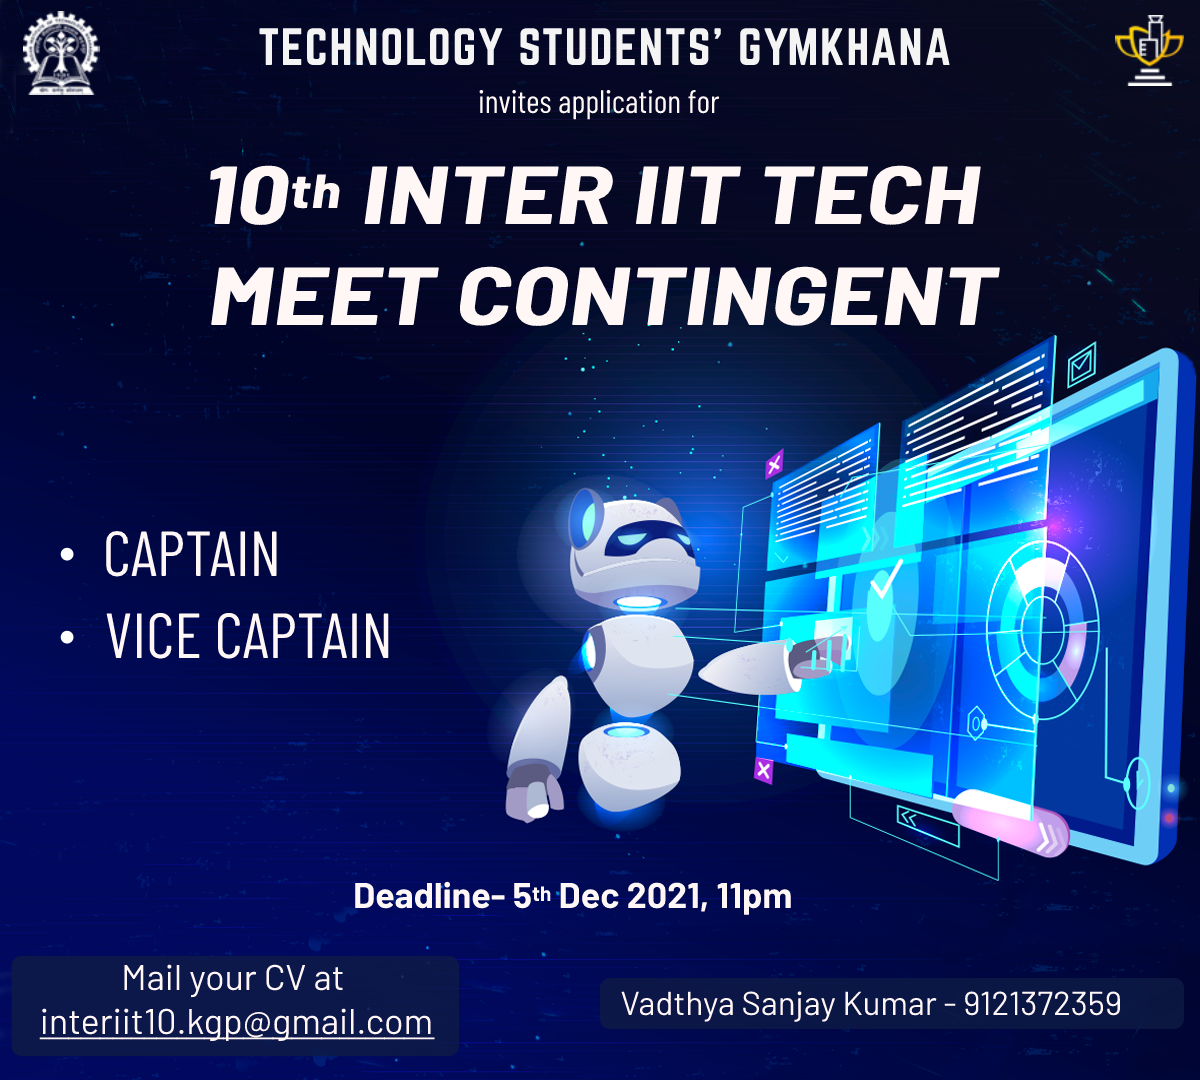 TECHNOLOGY STUDENTS’ GYMKHANA
invites application for
10th INTER IIT TECH
MEET CONTINGENT
• CAPTAIN
• VICE CAPTAIN
Deadline- 5th Dec 2021, 11pm
Mail your CV at
interiit10.kgp@gmail.com
Vadthya Sanjay Kumar - 9121372359